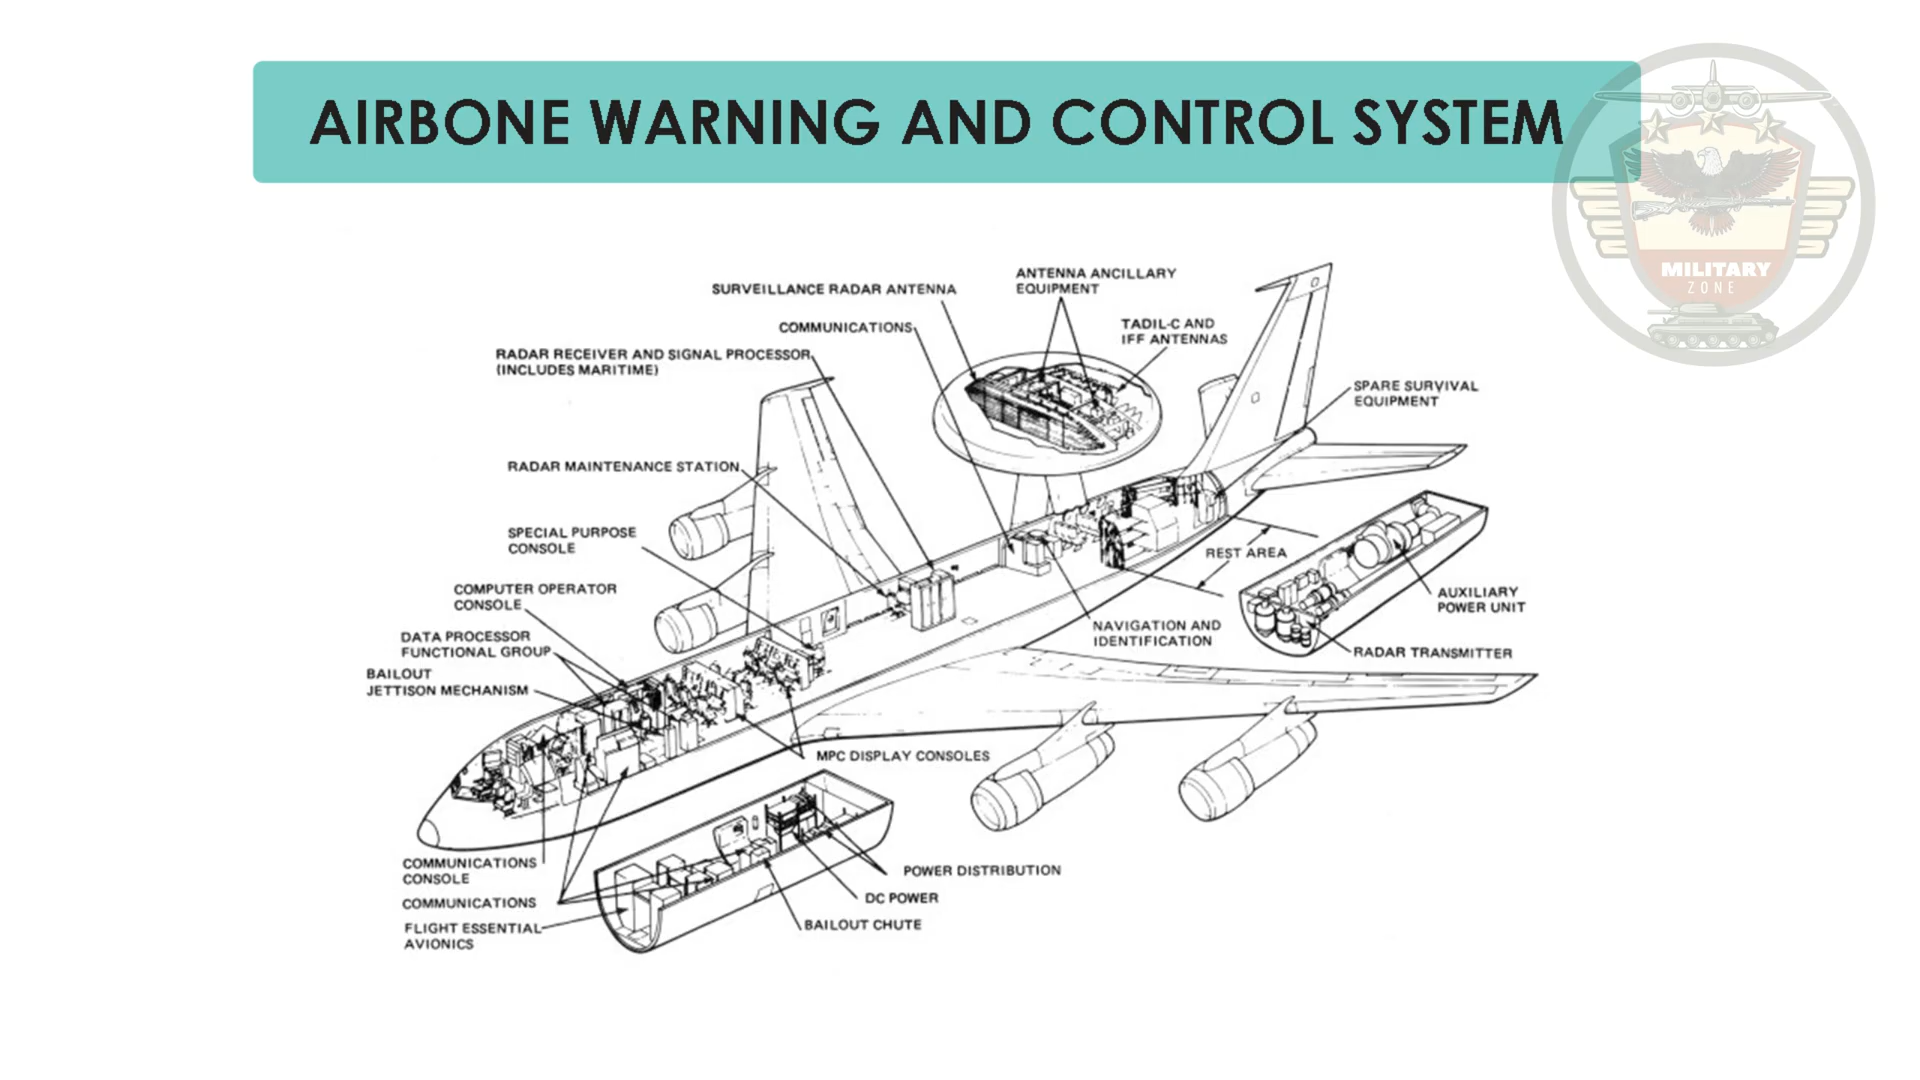 AIRBONE WARNING AND CONTROL SYSTEM
MILITARY
ZONE
ANTENNA ANCILLARY
EQUIPMENT
SURVEILLANCE RADAR ANTENNA
COMMUNICATIONS
TADIL-C AND
IFF ANTENNAS
RADAR RECEIVER AND SIGNAL PROCESSOR
(INCLUDES MARITIME)
SPARE SURVIVAL
EQUIPMENT
RADAR MAINTENANCE STATION
SPECIAL PURPOSE
CONSOLE
REST AREA
COMPUTER OPERATOR
CONSOLE
AUXILIARY
POWER UNIT
NAVIGATION AND
IDENTIFICATION
DATA PROCESSOR
FUNCTIONAL GROUP
RADAR TRANSMITTER
BAILOUT
JETTISON MECHANISM
MPC DISPLAY CONSOLES
COMMUNICATIONS
CONSOLE
POWER DISTRIBUTION
COMMUNICATIONS
DC POWER
FLIGHT ESSENTIAL
AVIONICS
BAILOUT CHUTE